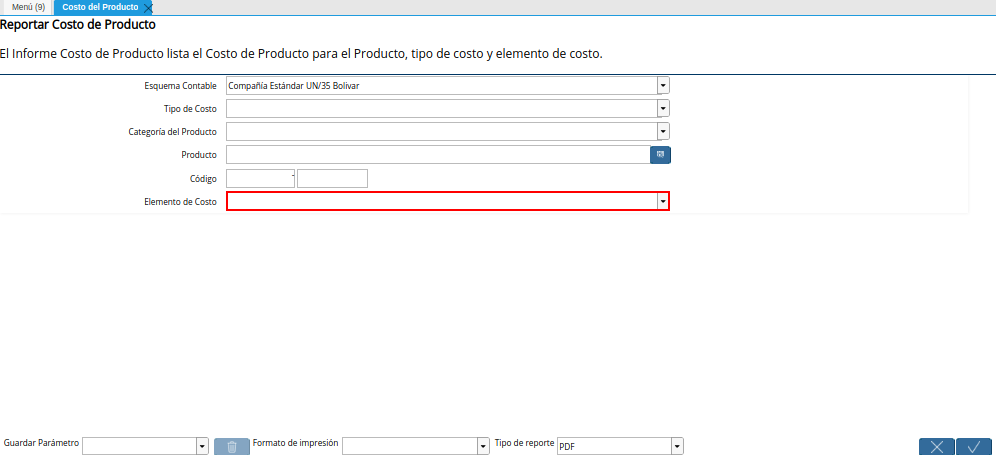 Menú (9) Costo del Producto
Reportar Costo de Producto
El Informe Costo de Producto lista el Costo de Producto para el Producto, tipo de costo y elemento de costo.
Esquema Contable Compañía Estándar UN/35 Bolivar
Tipo de Costo
Categoría del Producto
Producto
Código -
Elemento de Costo
Guardar Parámetro Formato de impresión Tipo de reporte PDF